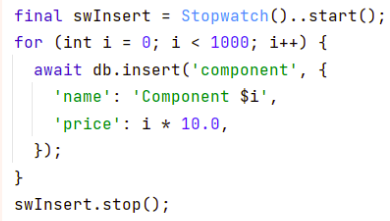 final swInsert = Stopwatch()..start();
for (int i = 0; i < 1000; i++) {
  await db.insert('component', {
    'name': 'Component $i',
    'price': i * 10.0,
  });
}
swInsert.stop();